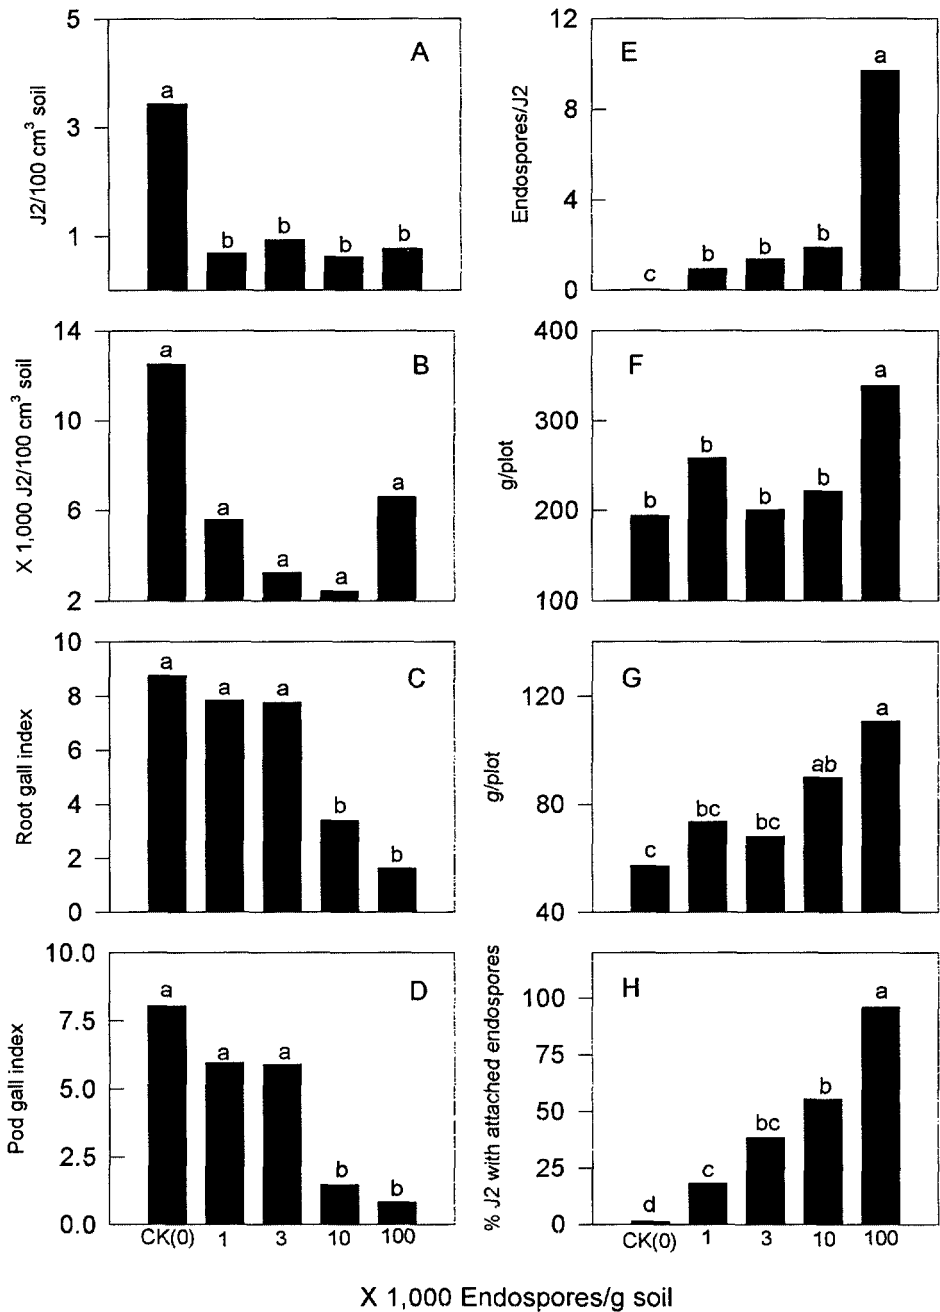 A
J2/100 cm³ soil
5
3
1
a
b
b
b
b
E
Endospores/J2
12
8
4
0
c
b
b
b
a
B
X 1,000 J2/100 cm³ soil
14
10
6
2
a
a
a
a
a
F
g/plot
400
300
200
100
b
b
b
b
a
C
Root gall index
10
8
6
4
2
0
a
a
a
b
b
G
g/plot
120
80
40
c
bc
bc
ab
a
D
Pod gall index
10.0
7.5
5.0
2.5
0.0
a
a
a
b
b
CK(0) 1 3 10 100
H
% J2 with attached endospores
100
75
50
25
0
d
c
bc
b
a
CK(0) 1 3 10 100
X 1,000 Endospores/g soil